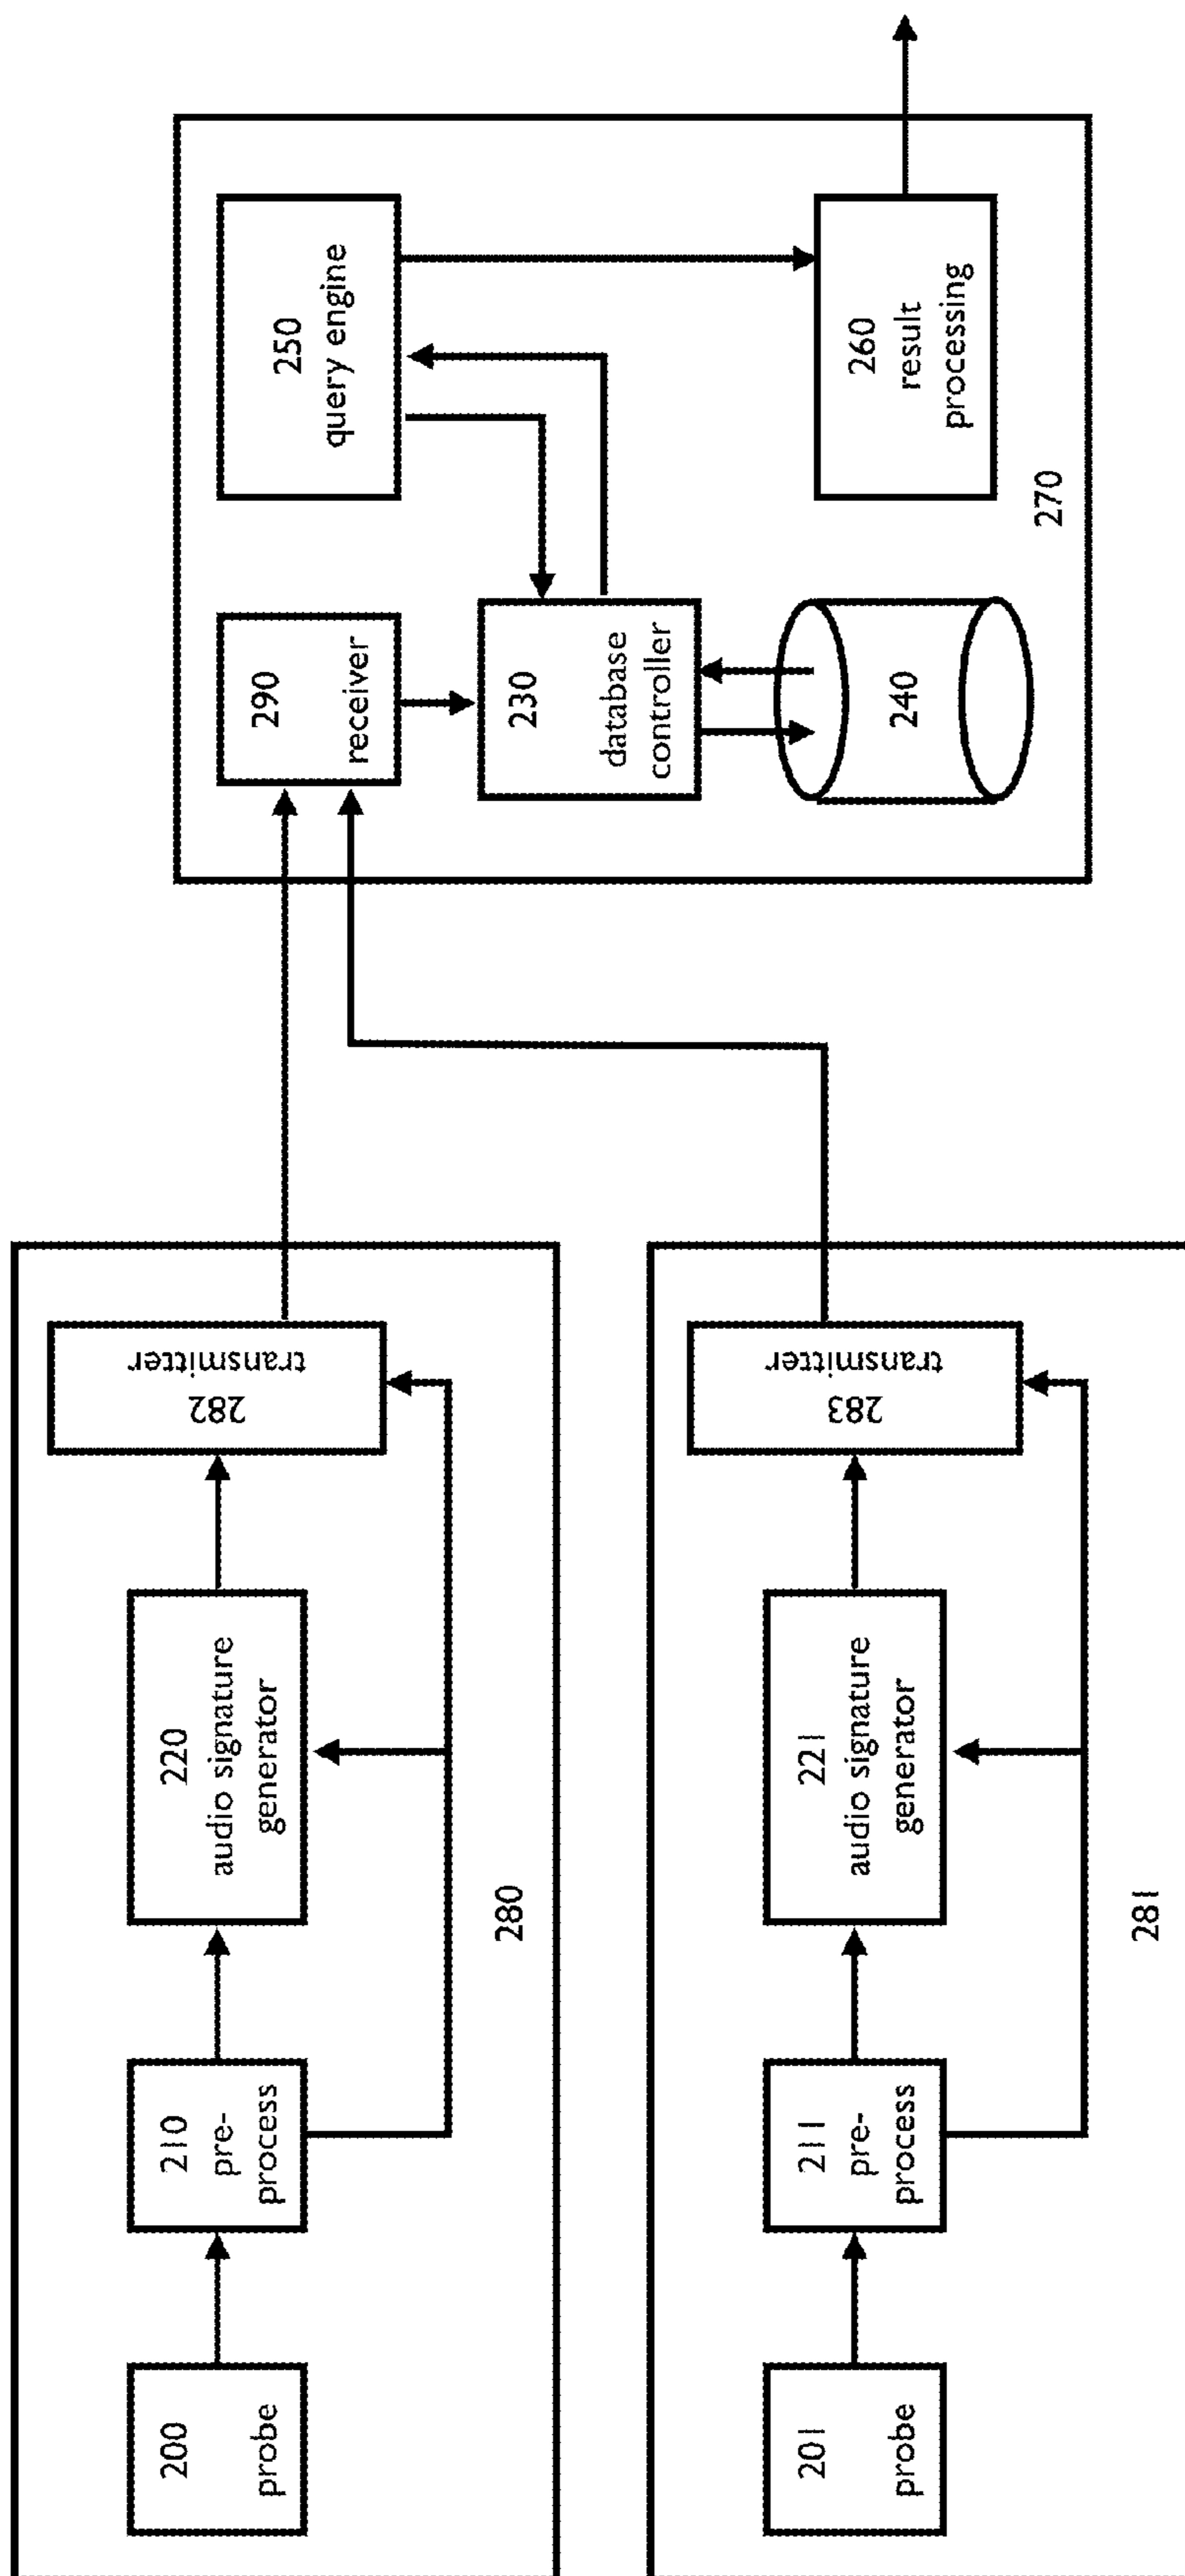 200
probe
210
pre-
process
220
audio signature
generator
282
transmitter
280
201
probe
211
pre-
process
221
audio signature
generator
283
transmitter
281
290
receiver
230
database
controller
240
250
query engine
260
result
processing
270